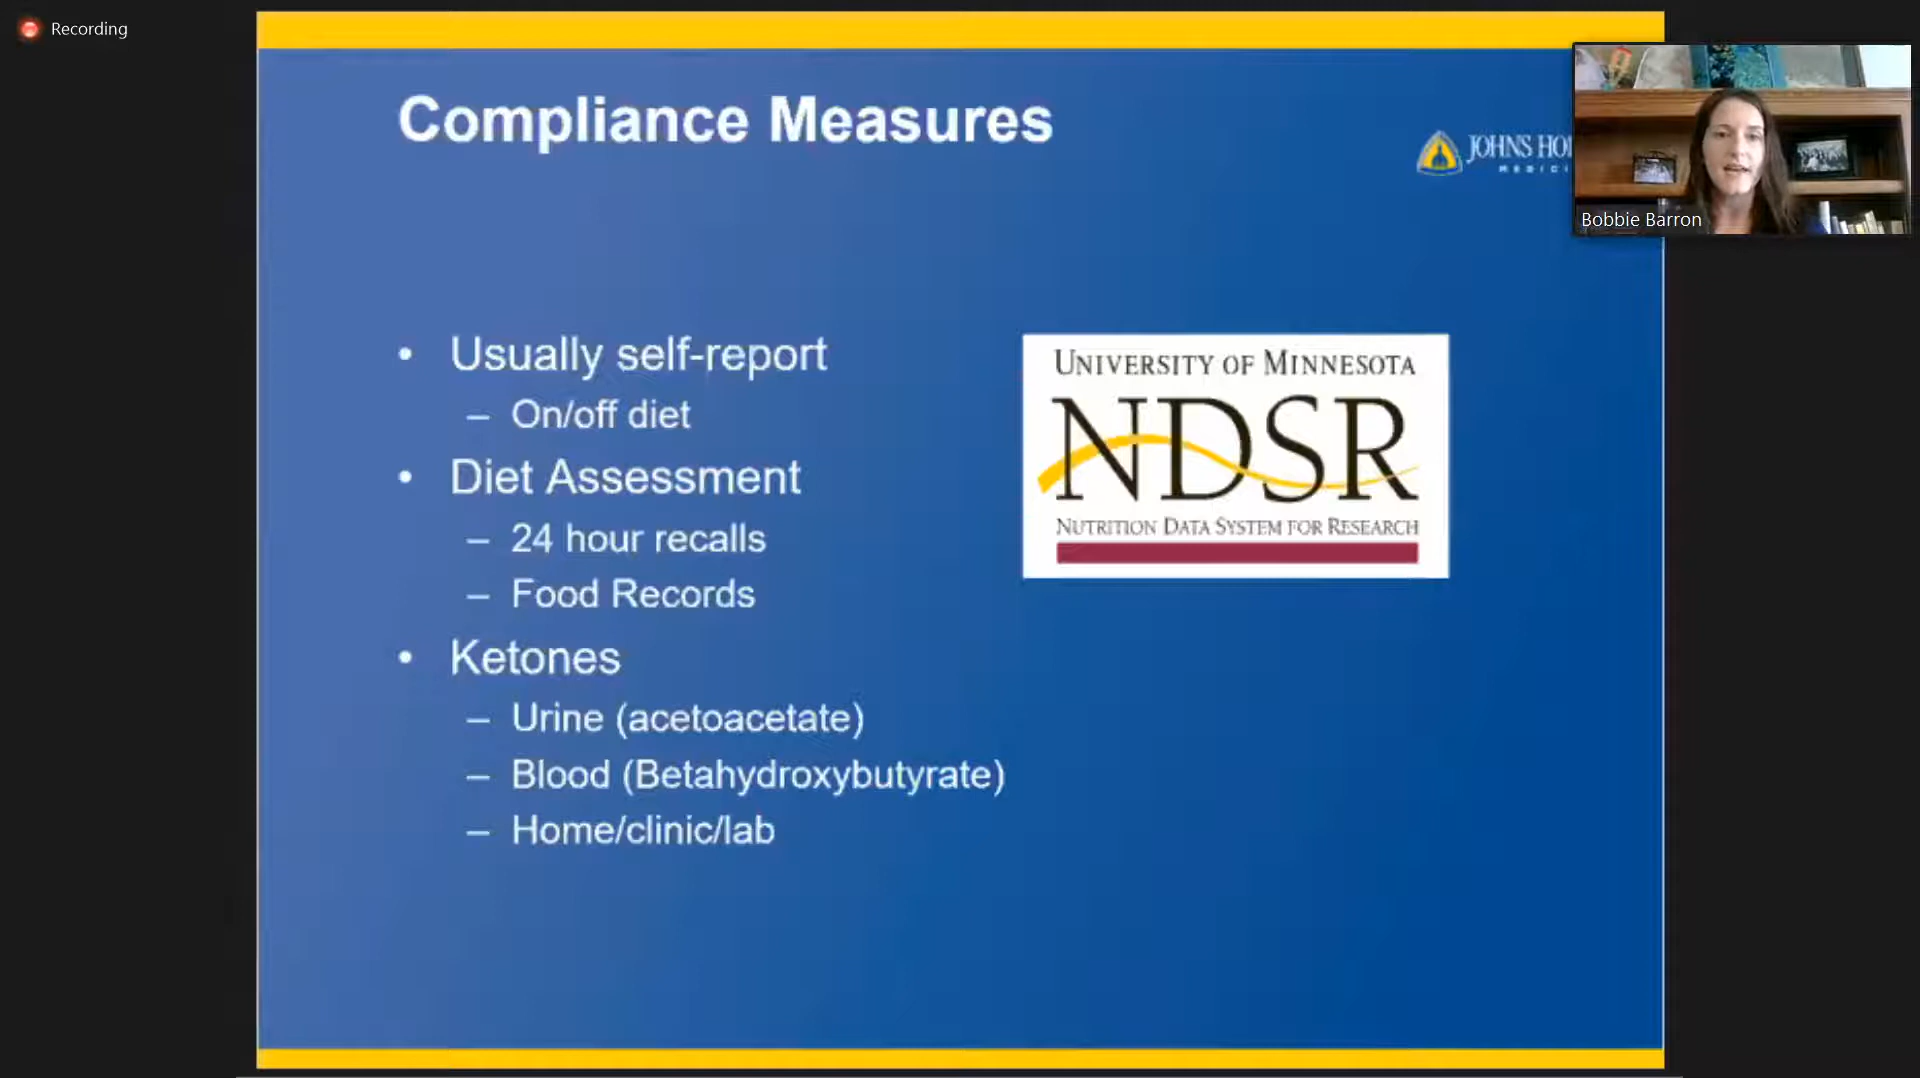 Recording
Compliance Measures
JOHNS
Bobbie Barron
• Usually self-report
– On/off diet
• Diet Assessment
– 24 hour recalls
– Food Records
• Ketones
– Urine (acetoacetate)
– Blood (Betahydroxybutyrate)
– Home/clinic/lab
UNIVERSITY OF MINNESOTA
NDSR
NUTRITION DATA SYSTEM FOR RESEARCH